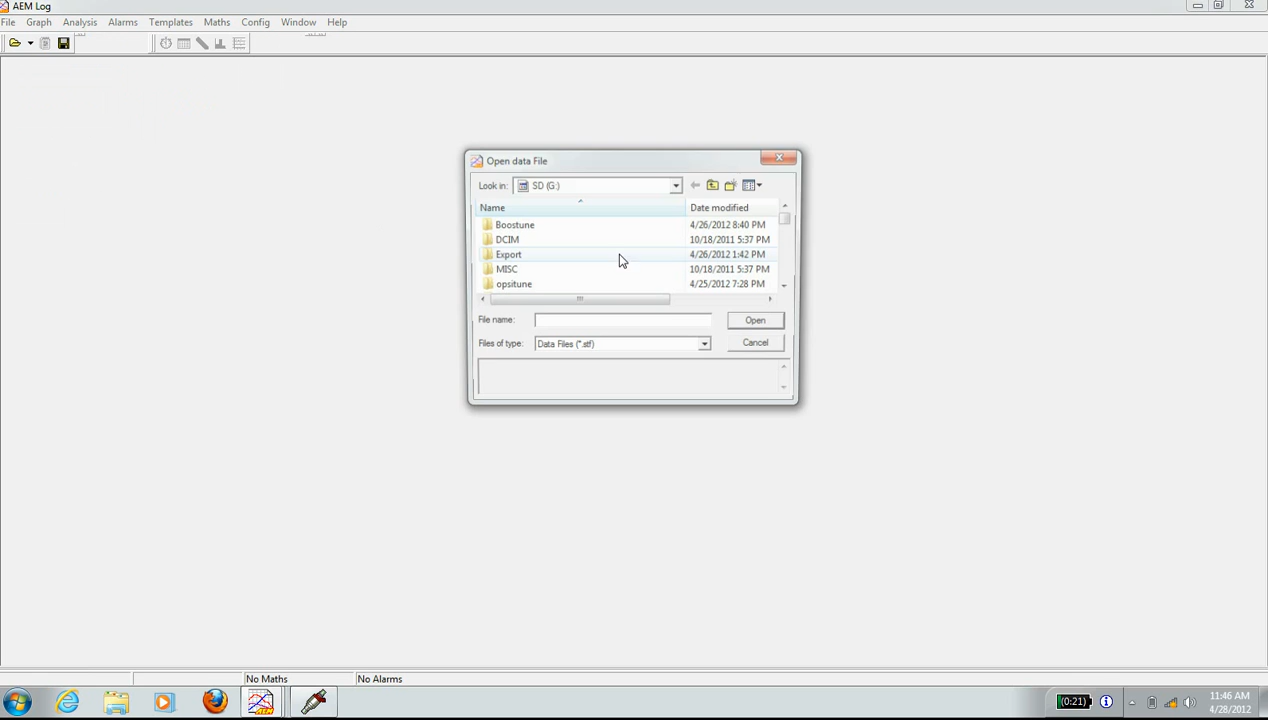 AEM Log
File Graph Analysis Alarms Templates Maths Config Window Help
Open data File
Look in: SD (G:)
Name Date modified
Boostune 4/26/2012 8:40 PM
DCIM 10/18/2011 5:37 PM
Export 4/26/2012 1:42 PM
MISC 10/18/2011 5:37 PM
opsitune 4/25/2012 7:28 PM
File name: Open
Files of type: Data Files (*.stf) Cancel
No Maths No Alarms
AEM
(0:21)
11:46 AM
4/28/2012